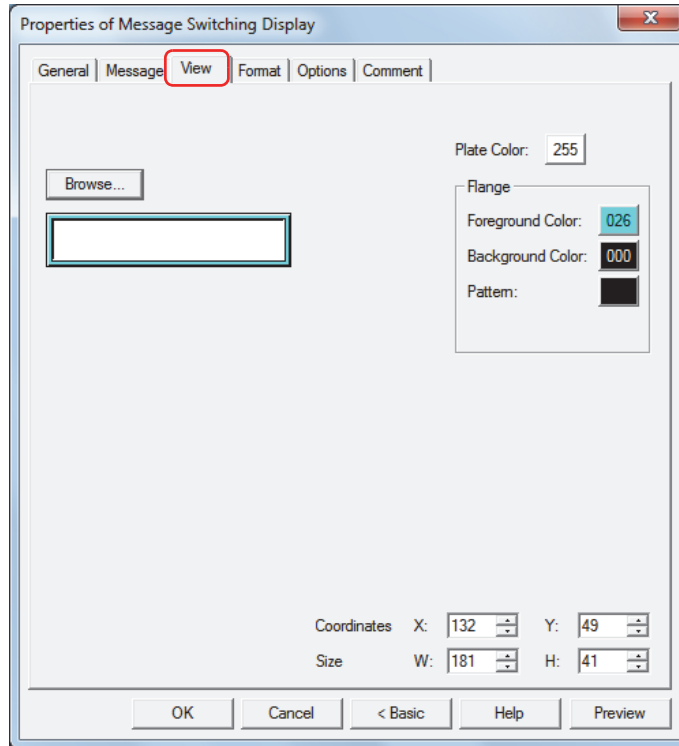 Properties of Message Switching Display
X
General Message View Format Options Comment
Plate Color: 255
Browse...
Flange
Foreground Color: 026
Background Color: 000
Pattern:
Coordinates X: 132 Y: 49
Size W: 181 H: 41
OK Cancel < Basic Help Preview